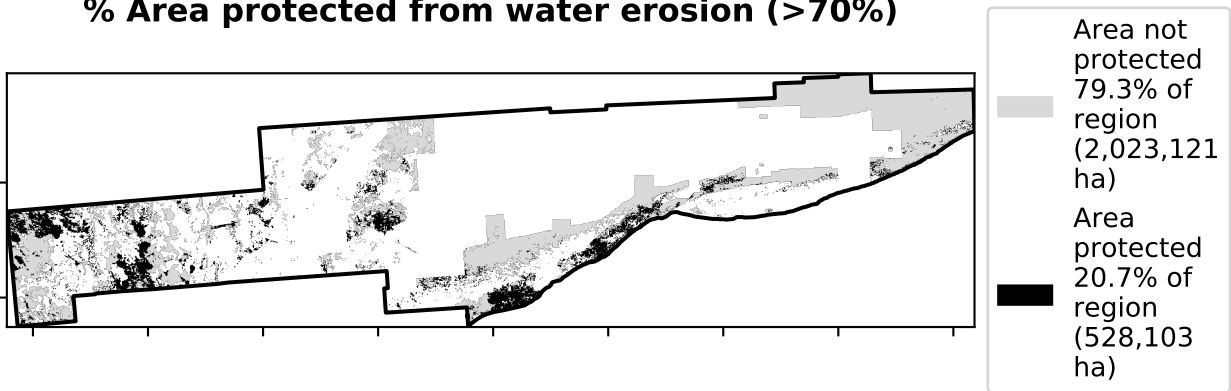 % Area protected from water erosion (>70%)
Area not
protected
79.3% of
region
(2,023,121
ha)
Area
protected
20.7% of
region
(528,103
ha)